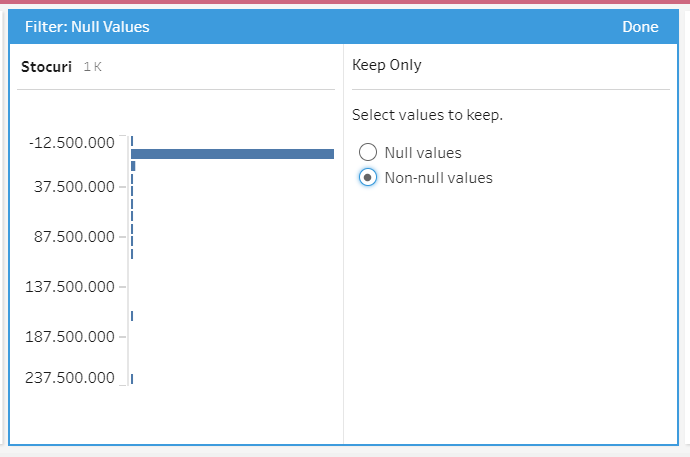 Filter: Null Values Done
Stocuri 1 K
Keep Only
Select values to keep.
Null values
Non-null values
-12.500.000
37.500.000
87.500.000
137.500.000
187.500.000
237.500.000